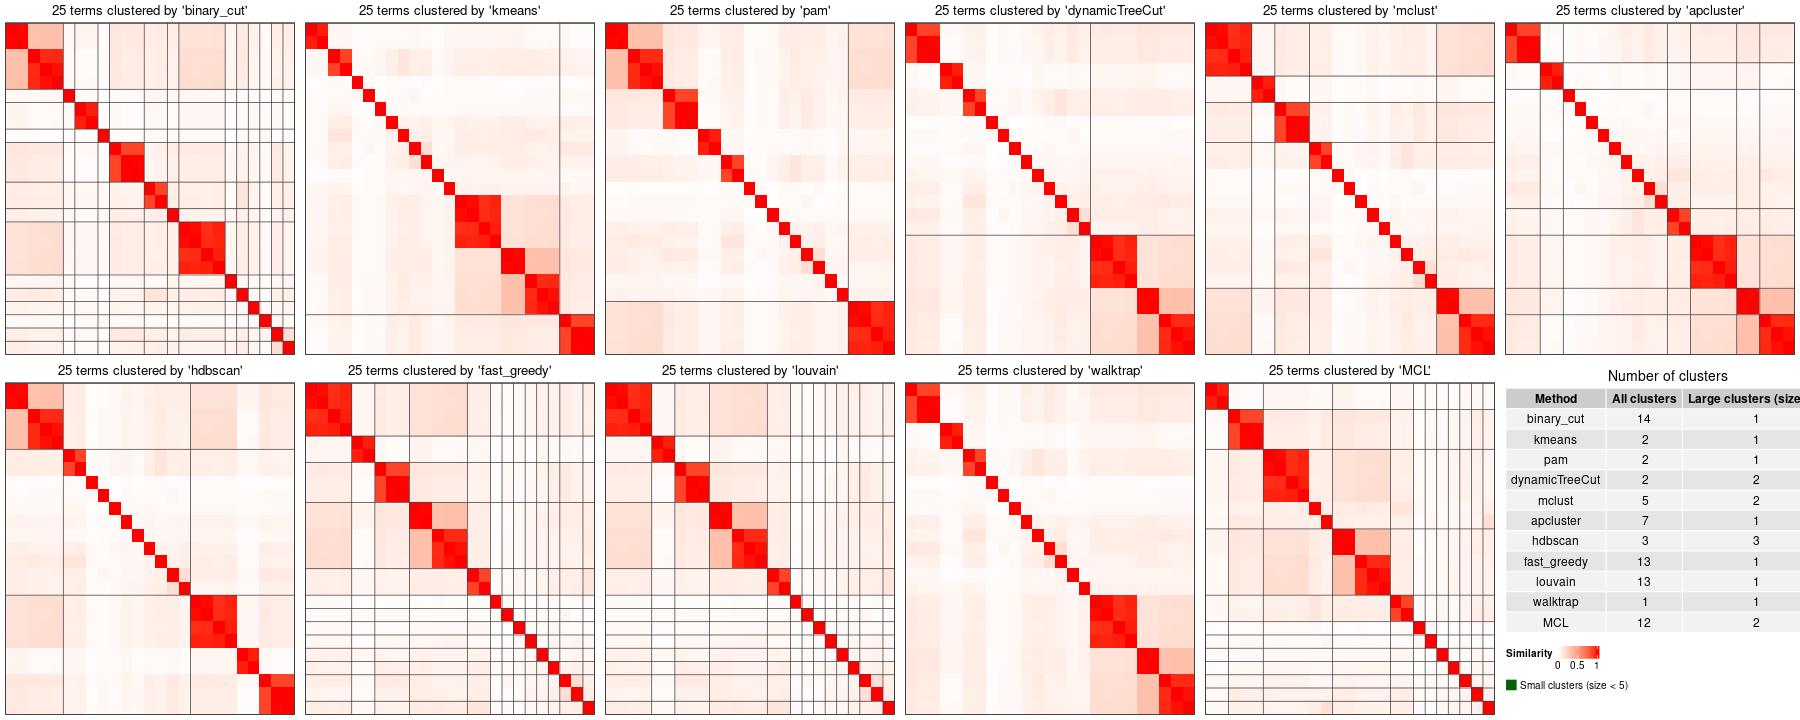 25 terms clustered by 'binary_cut'
25 terms clustered by 'kmeans'
25 terms clustered by 'pam'
25 terms clustered by 'dynamicTreeCut'
25 terms clustered by 'mclust'
25 terms clustered by 'apcluster'
25 terms clustered by 'hdbscan'
25 terms clustered by 'fast_greedy'
25 terms clustered by 'louvain'
25 terms clustered by 'walktrap'
25 terms clustered by 'MCL'
Number of clusters
Method All clusters Large clusters (size
binary_cut 14 1
kmeans 2 1
pam 2 1
dynamicTreeCut 2 2
mclust 5 2
apcluster 7 1
hdbscan 3 3
fast_greedy 13 1
louvain 13 1
walktrap 1 1
MCL 12 2
Similarity
0 0.5 1
Small clusters (size < 5)